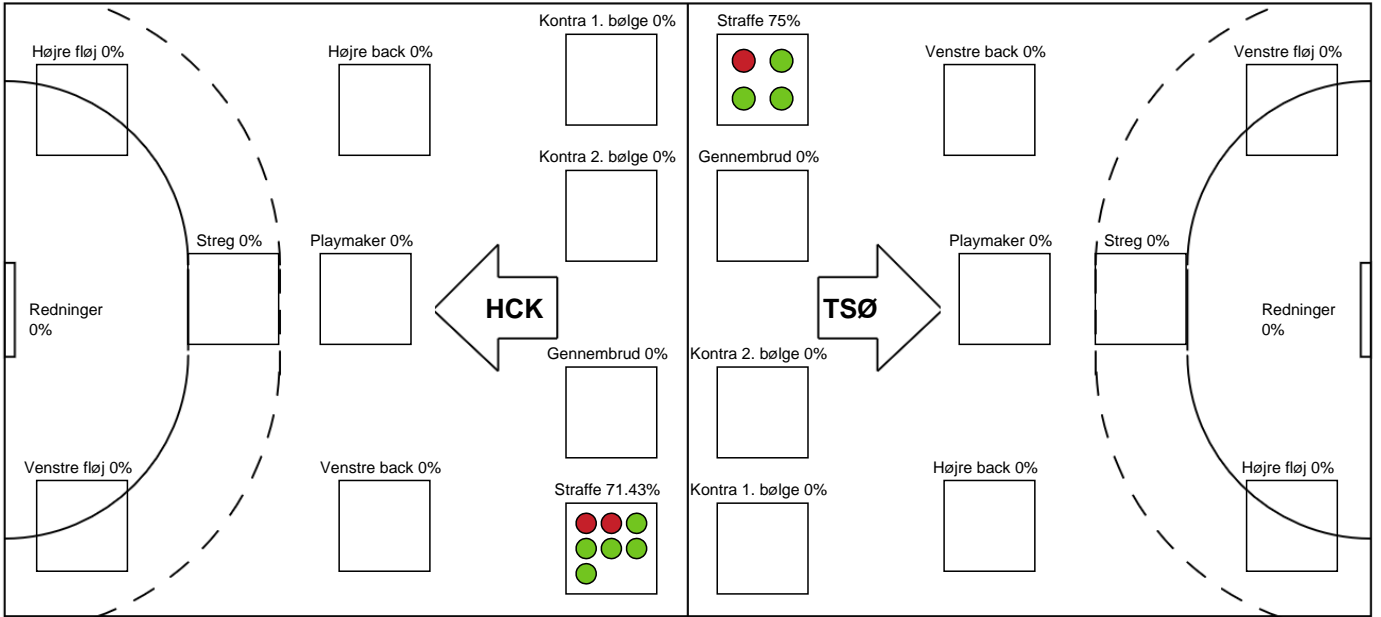 Kontra 1. bølge 0%
Straffe 75%
Højre fløj 0%
Højre back 0%
Venstre back 0%
Venstre fløj 0%
Kontra 2. bølge 0%
Gennembrud 0%
Streg 0%
Playmaker 0%
Playmaker 0%
Streg 0%
Redninger
0%
HCK
TSØ
Redninger
0%
Gennembrud 0%
Kontra 2. bølge 0%
Venstre fløj 0%
Venstre back 0%
Højre back 0%
Højre fløj 0%
Straffe 71.43%
Kontra 1. bølge 0%